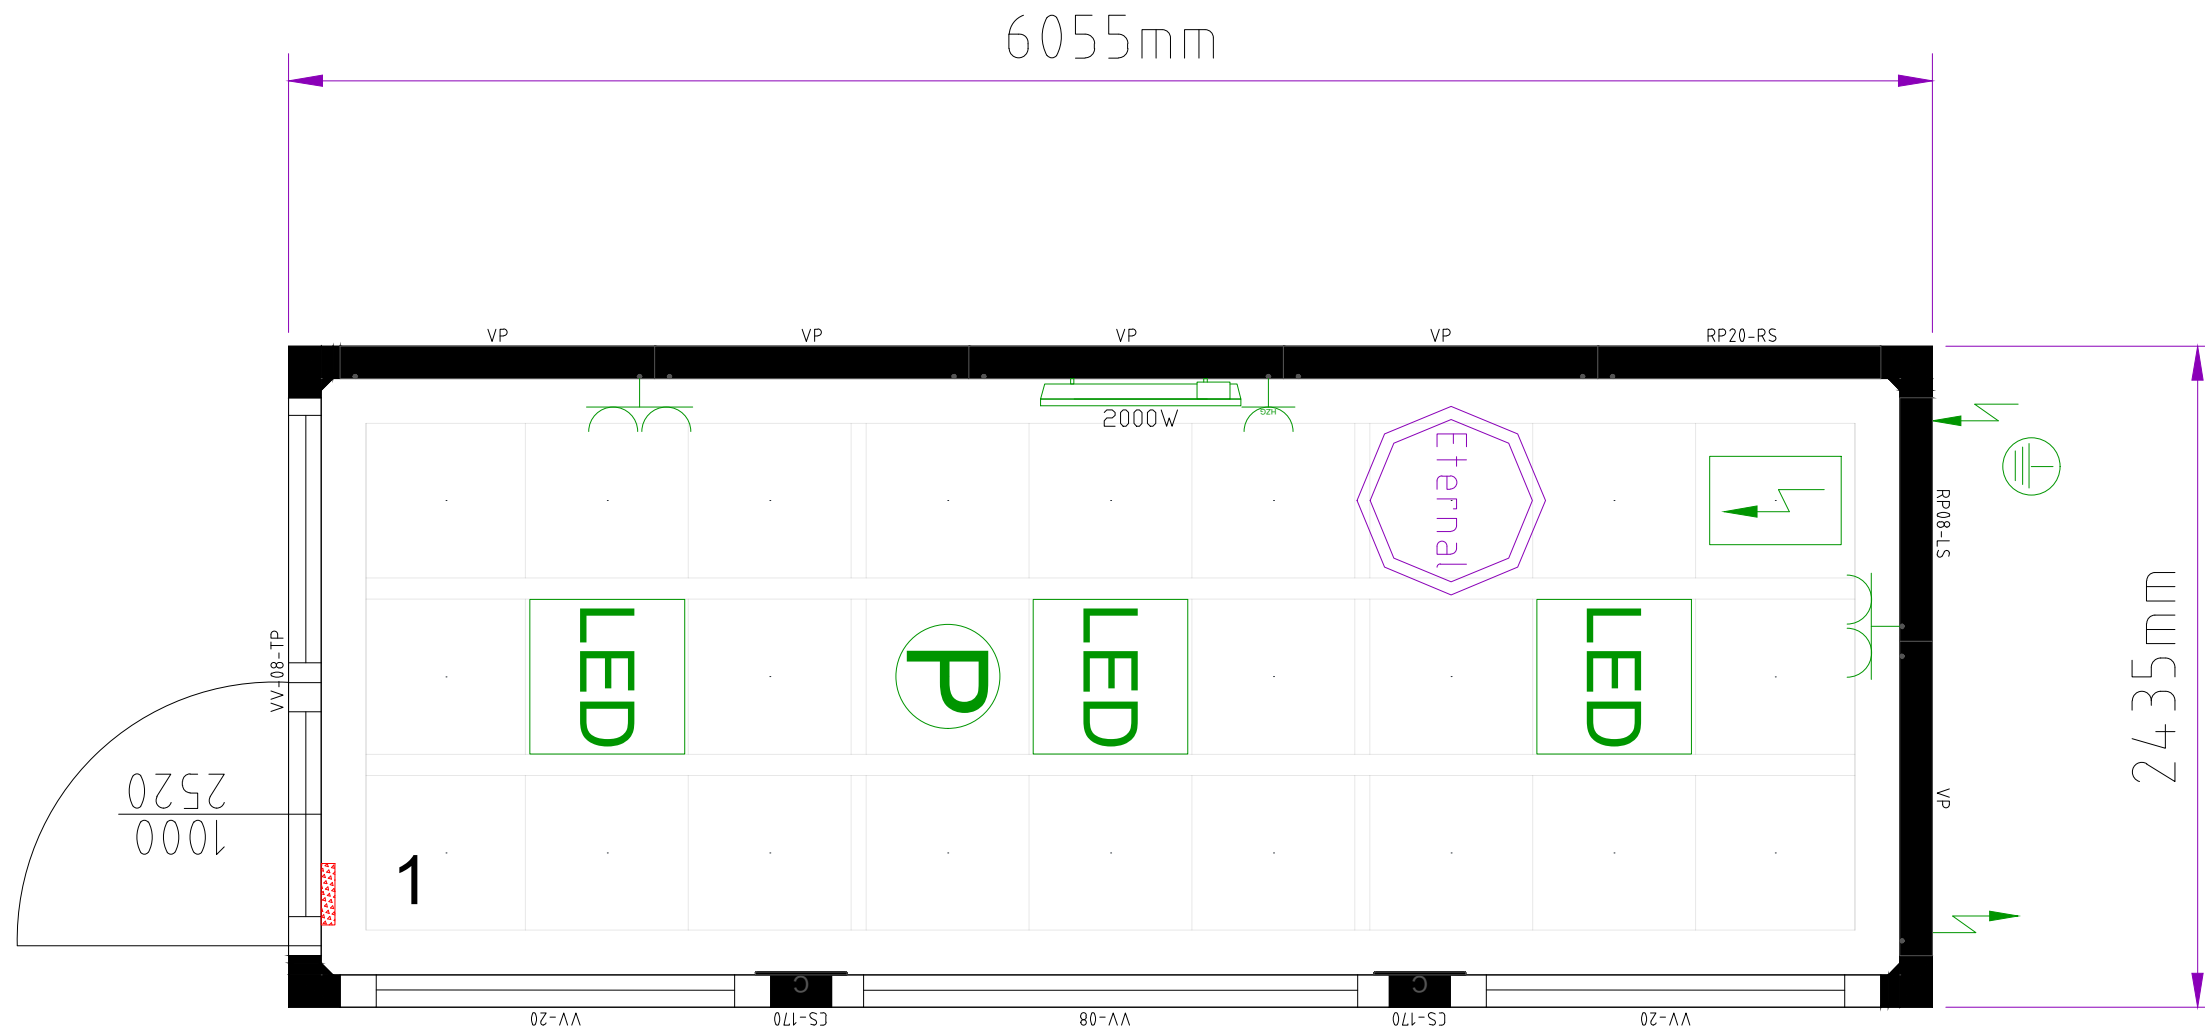 6055mm
VP
VP
VP
VP
RP20-RS
2000W
HZG
Eternal
RP08-LS
VV-08-TP
LED
P
LED
LED
2435mm
2520
1000
1
VP
C
C
VV-20
CS-170
VV-08
CS-170
VV-20